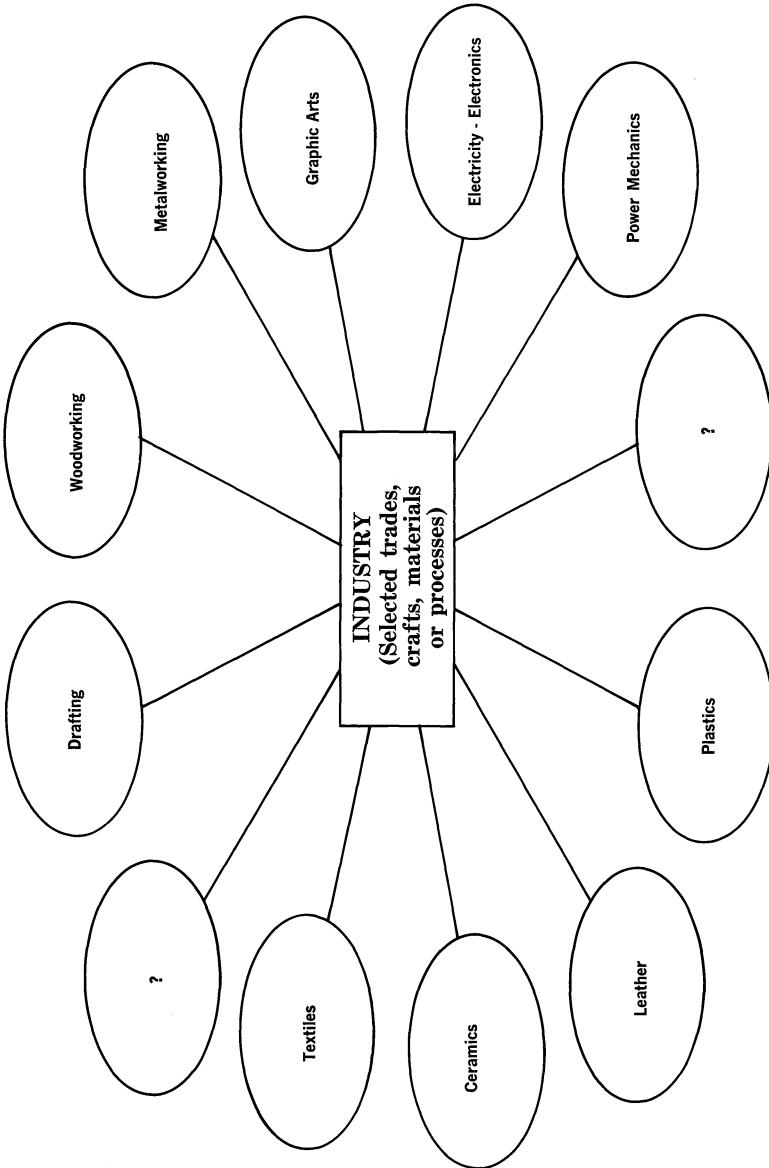 Drafting
Woodworking
?
Metalworking
Textiles
Graphic Arts
INDUSTRY
(Selected trades,
crafts, materials
or processes)
Ceramics
Electricity - Electronics
Leather
Power Mechanics
Plastics
?